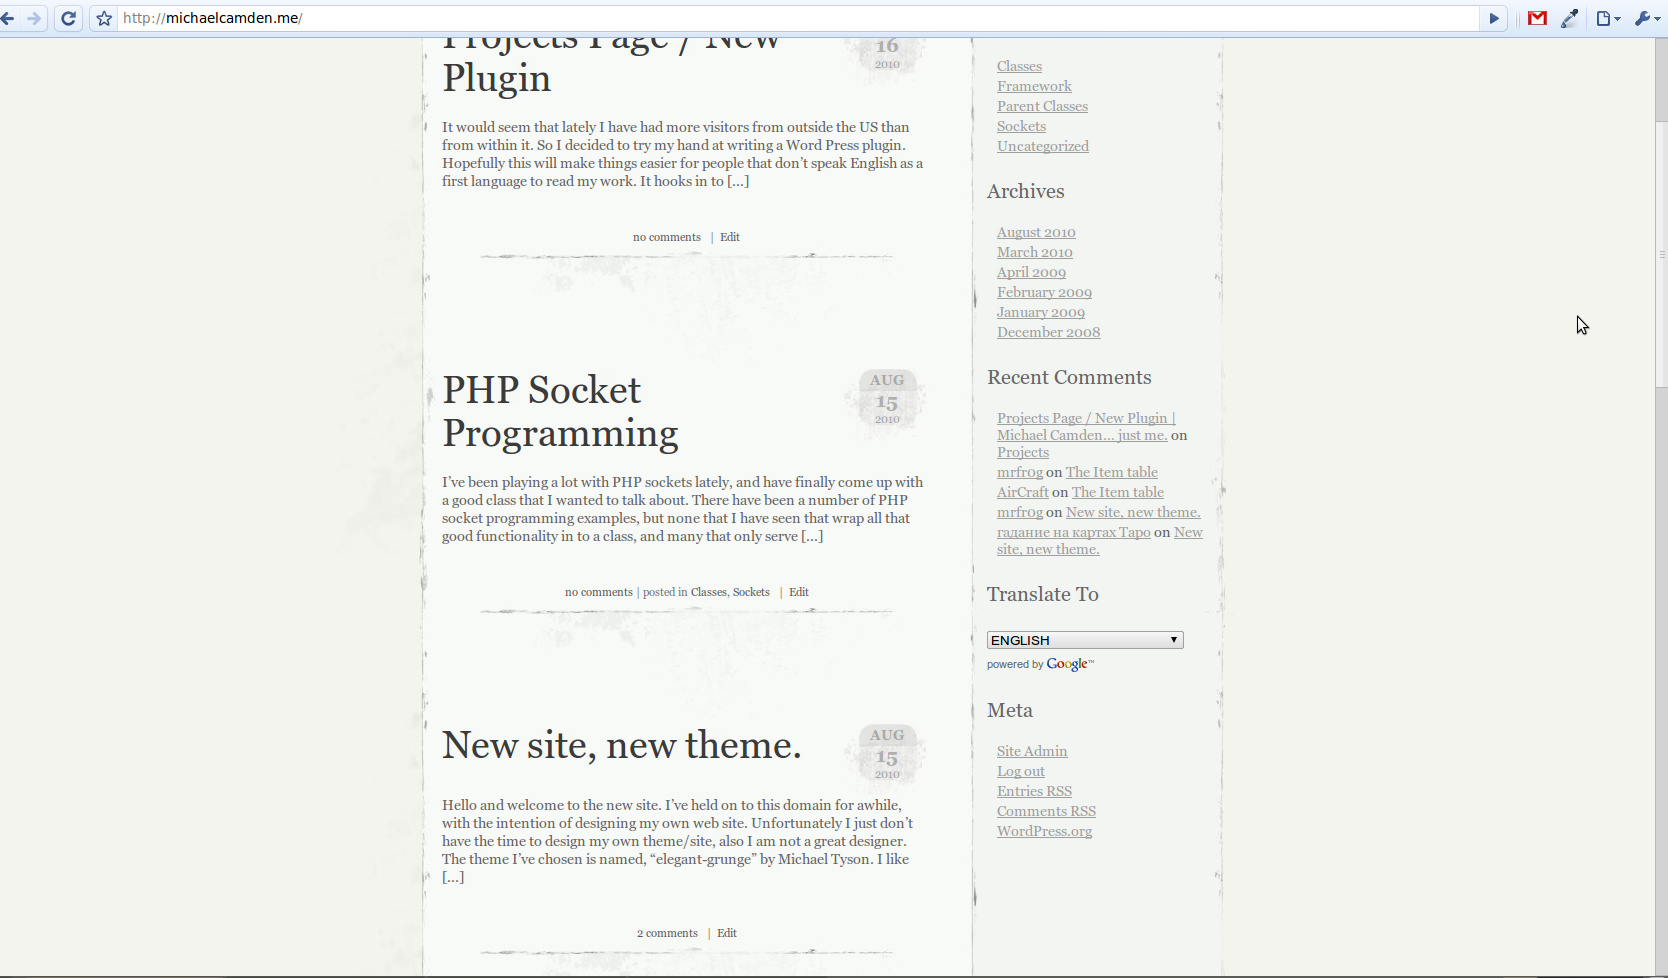 http://michaelcamden.me/
Projects Page / New
Plugin
16
2010
It would seem that lately I have had more visitors from outside the US than
from within it. So I decided to try my hand at writing a Word Press plugin.
Hopefully this will make things easier for people that don’t speak English as a
first language to read my work. It hooks in to [...]
no comments | Edit
PHP Socket
Programming
AUG
15
2010
I’ve been playing a lot with PHP sockets lately, and have finally come up with
a good class that I wanted to talk about. There have been a number of PHP
socket programming examples, but none that I have seen that wrap all that
good functionality in to a class, and many that only serve [...]
no comments | posted in Classes, Sockets | Edit
New site, new theme.
AUG
15
2010
Hello and welcome to the new site. I’ve held on to this domain for awhile,
with the intention of designing my own web site. Unfortunately I just don’t
have the time to design my own theme/site, also I am not a great designer.
The theme I’ve chosen is named, “elegant-grunge” by Michael Tyson. I like
[...]
2 comments | Edit
Classes
Framework
Parent Classes
Sockets
Uncategorized
Archives
August 2010
March 2010
April 2009
February 2009
January 2009
December 2008
Recent Comments
Projects Page / New Plugin |
Michael Camden... just me. on
Projects
mrfr0g on The Item table
AirCraft on The Item table
mrfr0g on New site, new theme.
гадание на картах Таро on New
site, new theme.
Translate To
ENGLISH
powered by Google™
Meta
Site Admin
Log out
Entries RSS
Comments RSS
WordPress.org